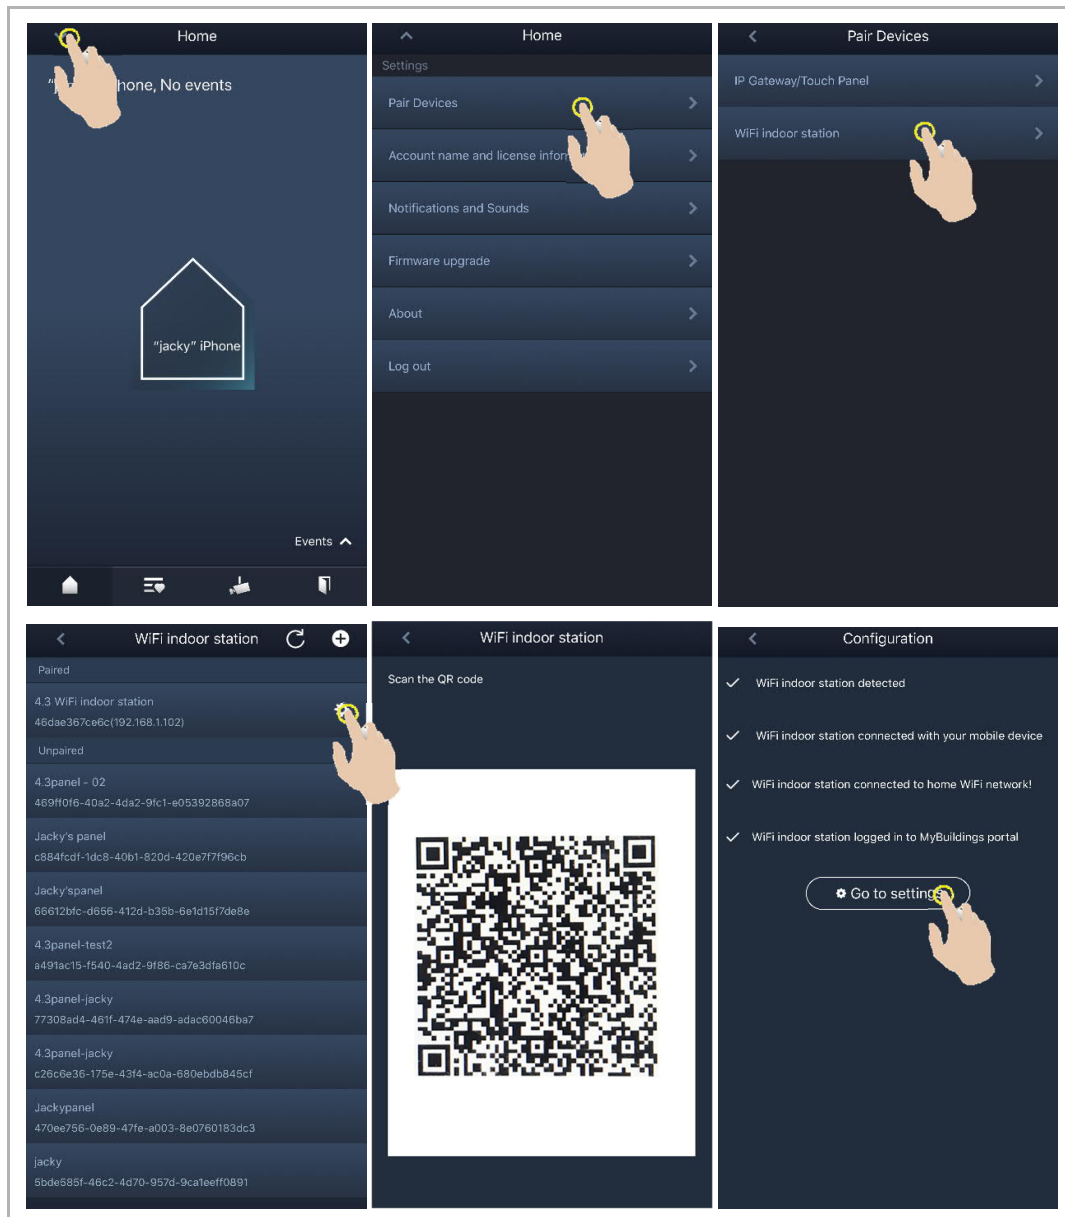 Home
"j hone, No events
"jacky" iPhone
Events
Home
Settings
Pair Devices
Account name and license infor
Notifications and Sounds
Firmware upgrade
About
Log out
Pair Devices
IP Gateway/Touch Panel
WiFi indoor station
WiFi indoor station
Paired
4.3 WiFi indoor station
46dae367ce6c(192.168.1.102)
Unpaired
4.3panel - 02
469ff0f6-40a2-4da2-9fc1-e05392868a07
Jacky's panel
c884fcdf-1dc8-40b1-820d-420e7f7f96cb
Jacky'spanel
66612bfc-d656-412d-b35b-6e1d15f7de8e
4.3panel-test2
a491ac15-f540-4ad2-9f86-ca7e3dfa610c
4.3panel-jacky
77308ad4-461f-474e-aad9-adac60046ba7
4.3panel-jacky
c26c6e36-175e-43f4-ac0a-680ebdb845cf
Jackypanel
470ee756-0e89-47fe-a003-8e0760183dc3
jacky
5bde585f-46c2-4d70-957d-9ca1eeff0891
WiFi indoor station
Scan the QR code
Configuration
WiFi indoor station detected
WiFi indoor station connected with your mobile device
WiFi indoor station connected to home WiFi network!
WiFi indoor station logged in to MyBuildings portal
Go to settings